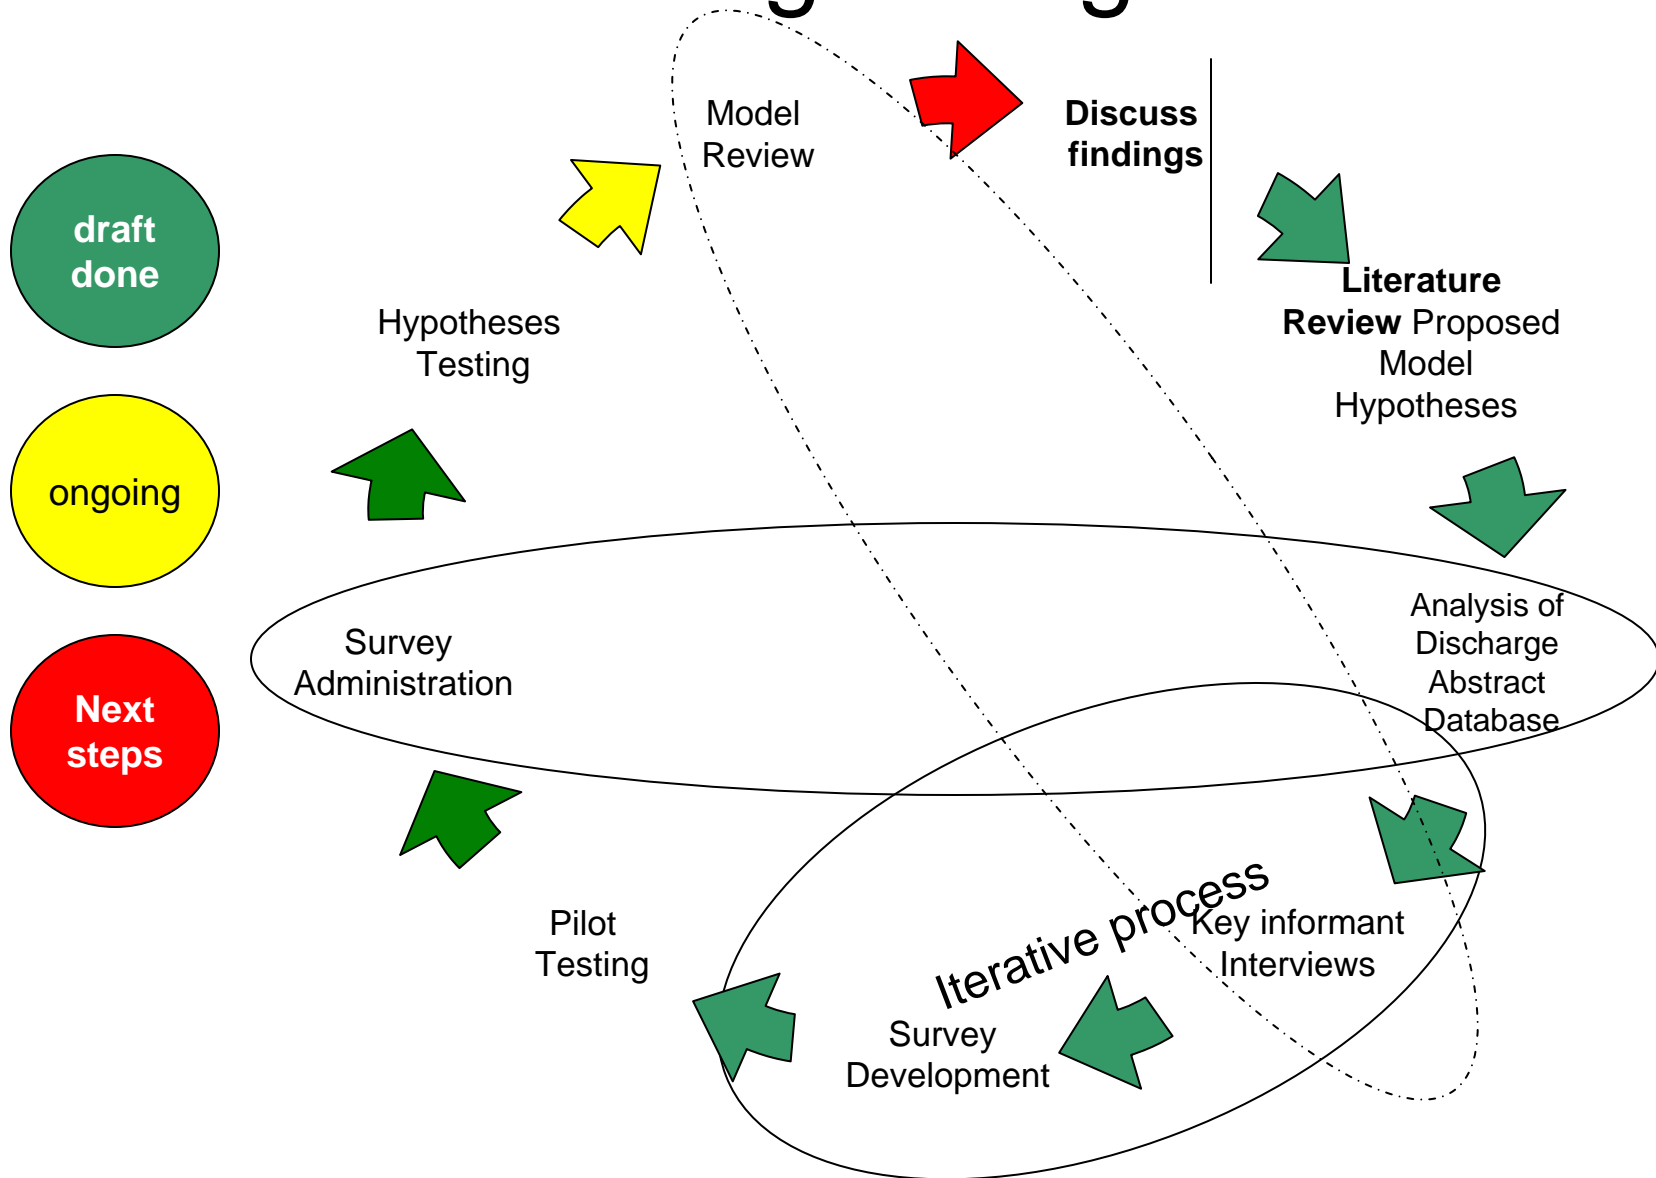 Model
Review
Discuss
findings
draft
done
Literature
Review Proposed
Model
Hypotheses
Hypotheses
Testing
ongoing
Analysis of
Discharge
Abstract
Database
Survey
Administration
Next
steps
Iterative process
Key informant
Interviews
Pilot
Testing
Survey
Development